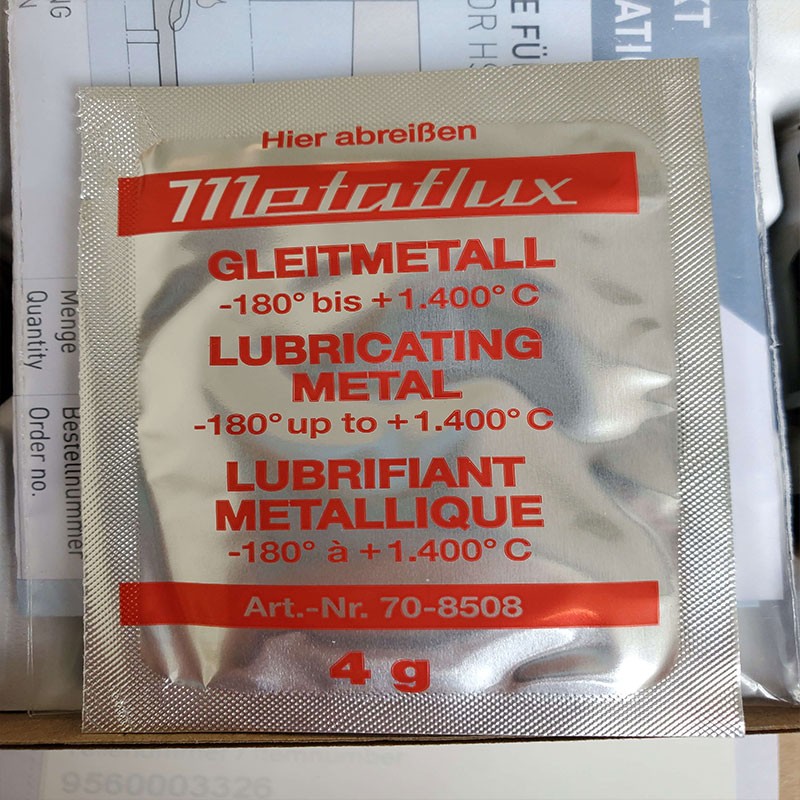 Hier abreißen
Metaflux
GLEITMETALL
-180° bis +1.400° C
LUBRICATING
METAL
-180° up to +1.400° C
LUBRIFIANT
METALLIQUE
-180° à +1.400° C
Art.-Nr. 70-8508
4 g
Menge
Quantity
Bestellnummer
Order no.
9560003326